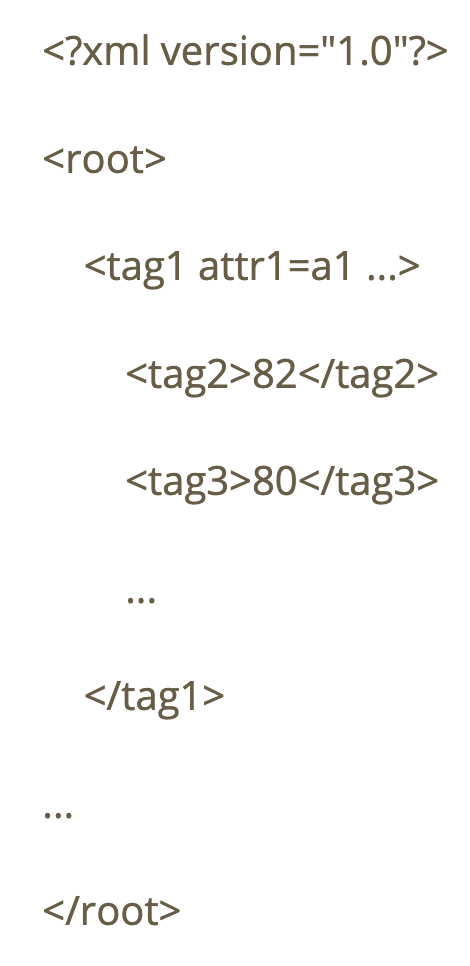 <?xml version="1.0"?>
<root>
<tag1 attr1=a1 ...>
<tag2>82</tag2>
<tag3>80</tag3>
...
</tag1>
...
</root>